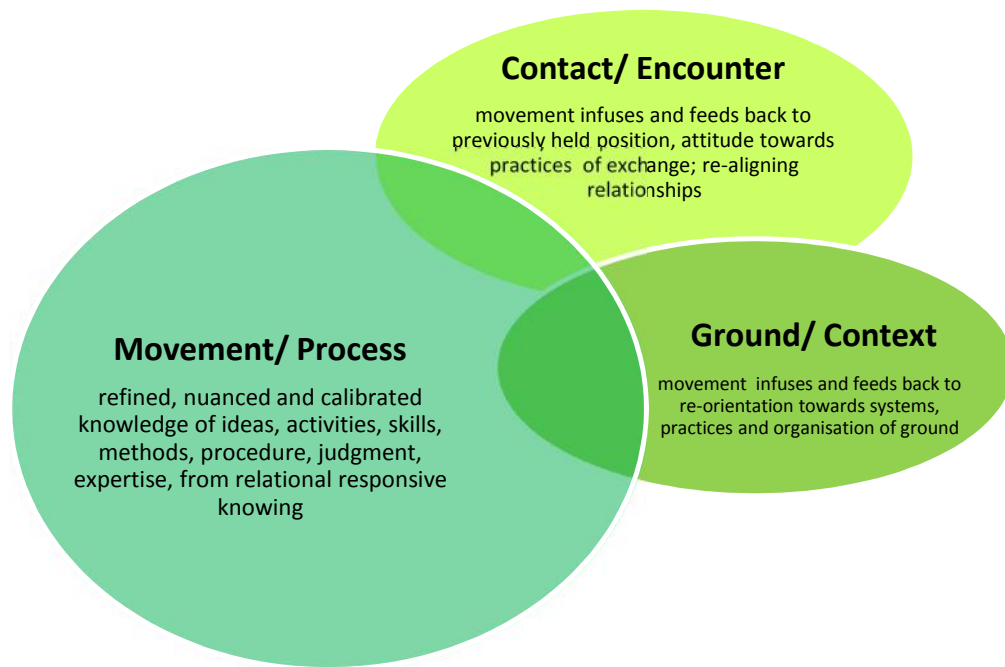 Contact/ Encounter
movement infuses and feeds back to
previously held position, attitude towards
practices of exchange; re-aligning
relationships
Ground/ Context
movement infuses and feeds back to
re-orientation towards systems,
practices and organisation of ground
Movement/ Process
refined, nuanced and calibrated
knowledge of ideas, activities, skills,
methods, procedure, judgment,
expertise, from relational responsive
knowing